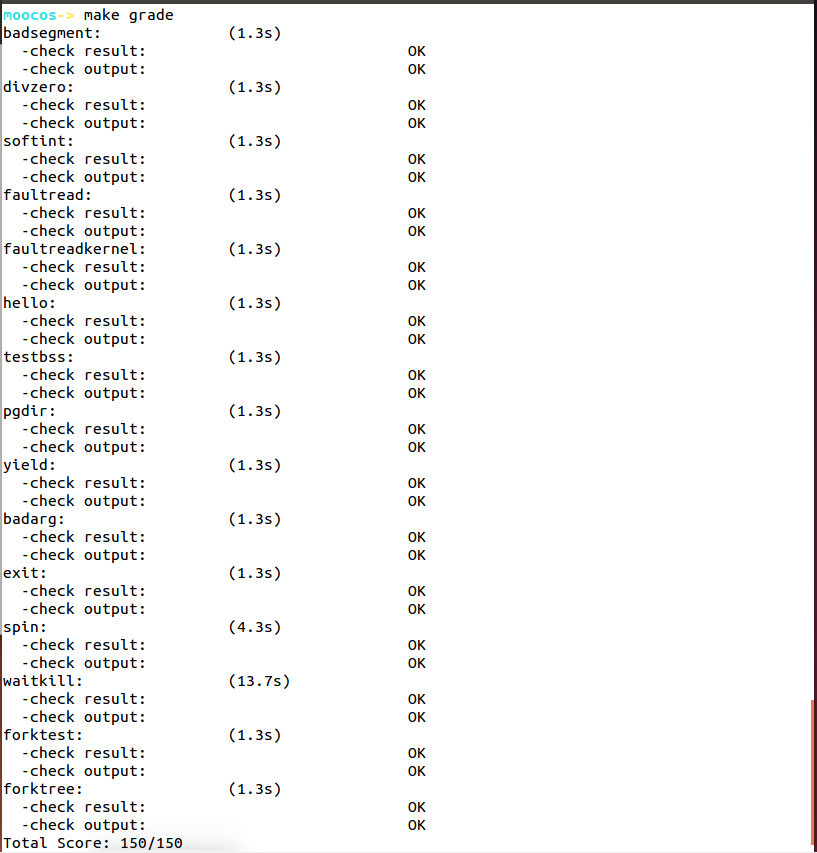 moocos-> make grade
badsegment:              (1.3s)
  -check result:                             OK
  -check output:                             OK
divzero:                 (1.3s)
  -check result:                             OK
  -check output:                             OK
softint:                 (1.3s)
  -check result:                             OK
  -check output:                             OK
faultread:               (1.3s)
  -check result:                             OK
  -check output:                             OK
faultreadkernel:         (1.3s)
  -check result:                             OK
  -check output:                             OK
hello:                   (1.3s)
  -check result:                             OK
  -check output:                             OK
testbss:                 (1.3s)
  -check result:                             OK
  -check output:                             OK
pgdir:                   (1.3s)
  -check result:                             OK
  -check output:                             OK
yield:                   (1.3s)
  -check result:                             OK
  -check output:                             OK
badarg:                  (1.3s)
  -check result:                             OK
  -check output:                             OK
exit:                    (1.3s)
  -check result:                             OK
  -check output:                             OK
spin:                    (4.3s)
  -check result:                             OK
  -check output:                             OK
waitkill:                (13.7s)
  -check result:                             OK
  -check output:                             OK
forktest:                (1.3s)
  -check result:                             OK
  -check output:                             OK
forktree:                (1.3s)
  -check result:                             OK
  -check output:                             OK
Total Score: 150/150